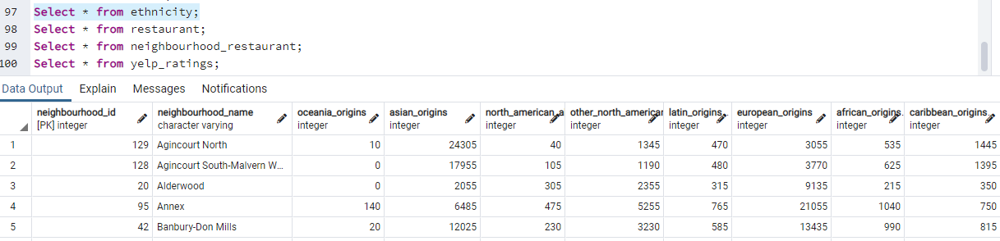 97 Select * from ethnicity;
98 Select * from restaurant;
99 Select * from neighbourhood_restaurant;
100 Select * from yelp_ratings;
Data Output Explain Messages Notifications
neighbourhood_id neighbourhood_name oceania_origins asian_origins north_american_a other_north_american latin_origins. european_origins african_origins. caribbean_origins.
[PK] integer character varying integer integer integer integer integer integer integer integer
1 129 Agincourt North 10 24305 40 1345 470 3055 535 1445
2 128 Agincourt South-Malvern W... 0 17955 105 1190 480 3770 625 1395
3 20 Alderwood 0 2055 305 2355 315 9135 215 350
4 95 Annex 140 6485 475 5255 765 21055 1040 750
5 42 Banbury-Don Mills 20 12025 230 3230 585 13435 990 815